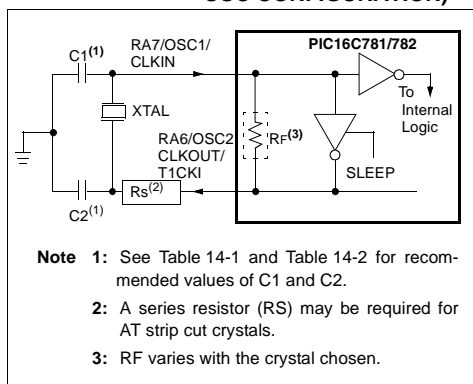 C1(1)
RA7/OSC1/
CLKIN
PIC16C781/782
To
Internal
Logic
XTAL
RA6/OSC2
CLKOUT/
T1CKI
RF(3)
SLEEP
C2(1)
Rs(2)
Note 1: See Table 14-1 and Table 14-2 for recom-
mended values of C1 and C2.
2: A series resistor (RS) may be required for
AT strip cut crystals.
3: RF varies with the crystal chosen.